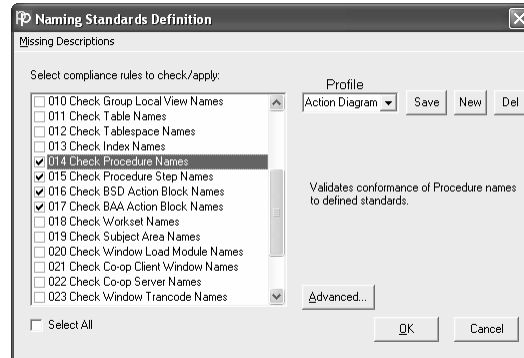 Naming Standards Definition
Missing Descriptions
Select compliance rules to check/apply:
010 Check Group Local View Names
011 Check Table Names
012 Check Tablespace Names
013 Check Index Names
014 Check Procedure Names
015 Check Procedure Step Names
016 Check BSD Action Block Names
017 Check BAA Action Block Names
018 Check Workset Names
019 Check Subject Area Names
020 Check Window Load Module Names
021 Check Co-op Client Window Names
022 Check Co-op Server Names
023 Check Window Trancode Names
Select All
Profile
Action Diagram
Save
New
Del
Validates conformance of Procedure names
to defined standards.
Advanced...
OK
Cancel